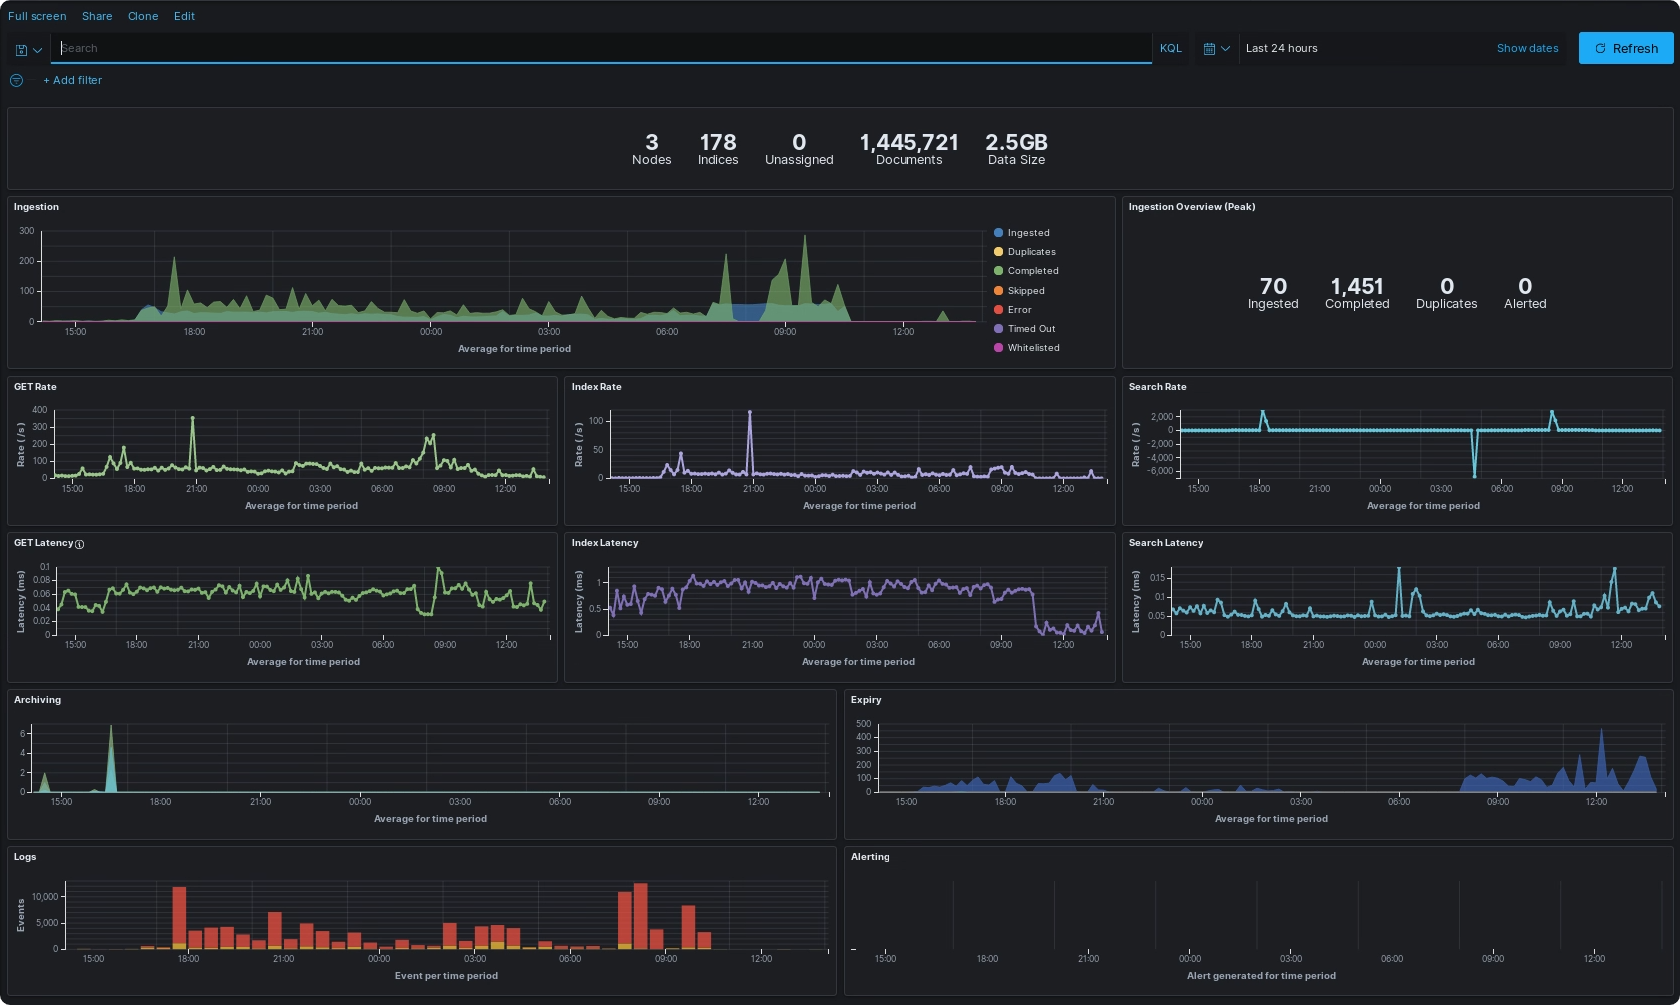 Full screen Share Clone Edit
Search KQL Last 24 hours Show dates Refresh
+ Add filter
3 178 0 1,445,721 2.5GB
Nodes Indices Unassigned Documents Data Size
Ingestion
300
200
100
0
15:00 18:00 21:00 00:00 03:00 06:00 09:00 12:00
Average for time period
Ingested
Duplicates
Completed
Skipped
Error
Timed Out
Whitelisted
Ingestion Overview (Peak)
70 1,451 0 0
Ingested Completed Duplicates Alerted
GET Rate
Rate (/s)
400
300
200
100
0
15:00 18:00 21:00 00:00 03:00 06:00 09:00 12:00
Average for time period
Index Rate
Rate (/s)
100
50
0
15:00 18:00 21:00 00:00 03:00 06:00 09:00 12:00
Average for time period
Search Rate
Rate (/s)
2,000
0
-2,000
-4,000
-6,000
15:00 18:00 21:00 00:00 03:00 06:00 09:00 12:00
Average for time period
GET Latency
Latency (ms)
0.1
0.08
0.06
0.04
0.02
0
15:00 18:00 21:00 00:00 03:00 06:00 09:00 12:00
Average for time period
Index Latency
Latency (ms)
1
0.5
0
15:00 18:00 21:00 00:00 03:00 06:00 09:00 12:00
Average for time period
Search Latency
Latency (ms)
0.15
0.1
0.05
0
15:00 18:00 21:00 00:00 03:00 06:00 09:00 12:00
Average for time period
Archiving
6
4
2
0
15:00 18:00 21:00 00:00 03:00 06:00 09:00 12:00
Average for time period
Expiry
500
400
300
200
100
0
15:00 18:00 21:00 00:00 03:00 06:00 09:00 12:00
Average for time period
Logs
Events
10,000
5,000
0
15:00 18:00 21:00 00:00 03:00 06:00 09:00 12:00
Event per time period
Alerting
15:00 18:00 21:00 00:00 03:00 06:00 09:00 12:00
Alert generated for time period